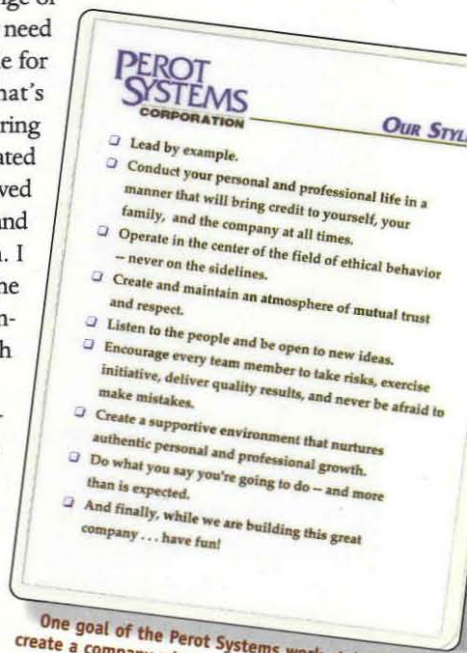 nge of
need
e for
hat's
ring
ated
ved
and
. I
ne
n-
h
PEROT
SYSTEMS
CORPORATION
OUR STYL
❑ Lead by example.
❑ Conduct your personal and professional life in a
manner that will bring credit to yourself, your
family, and the company at all times.
❑ Operate in the center of the field of ethical behavior
– never on the sidelines.
❑ Create and maintain an atmosphere of mutual trust
and respect.
❑ Listen to the people and be open to new ideas.
❑ Encourage every team member to take risks, exercise
initiative, deliver quality results, and never be afraid to
make mistakes.
❑ Create a supportive environment that nurtures
authentic personal and professional growth.
❑ Do what you say you're going to do – and more
than is expected.
❑ And finally, while we are building this great
company . . . have fun!
One goal of the Perot Systems
create a company